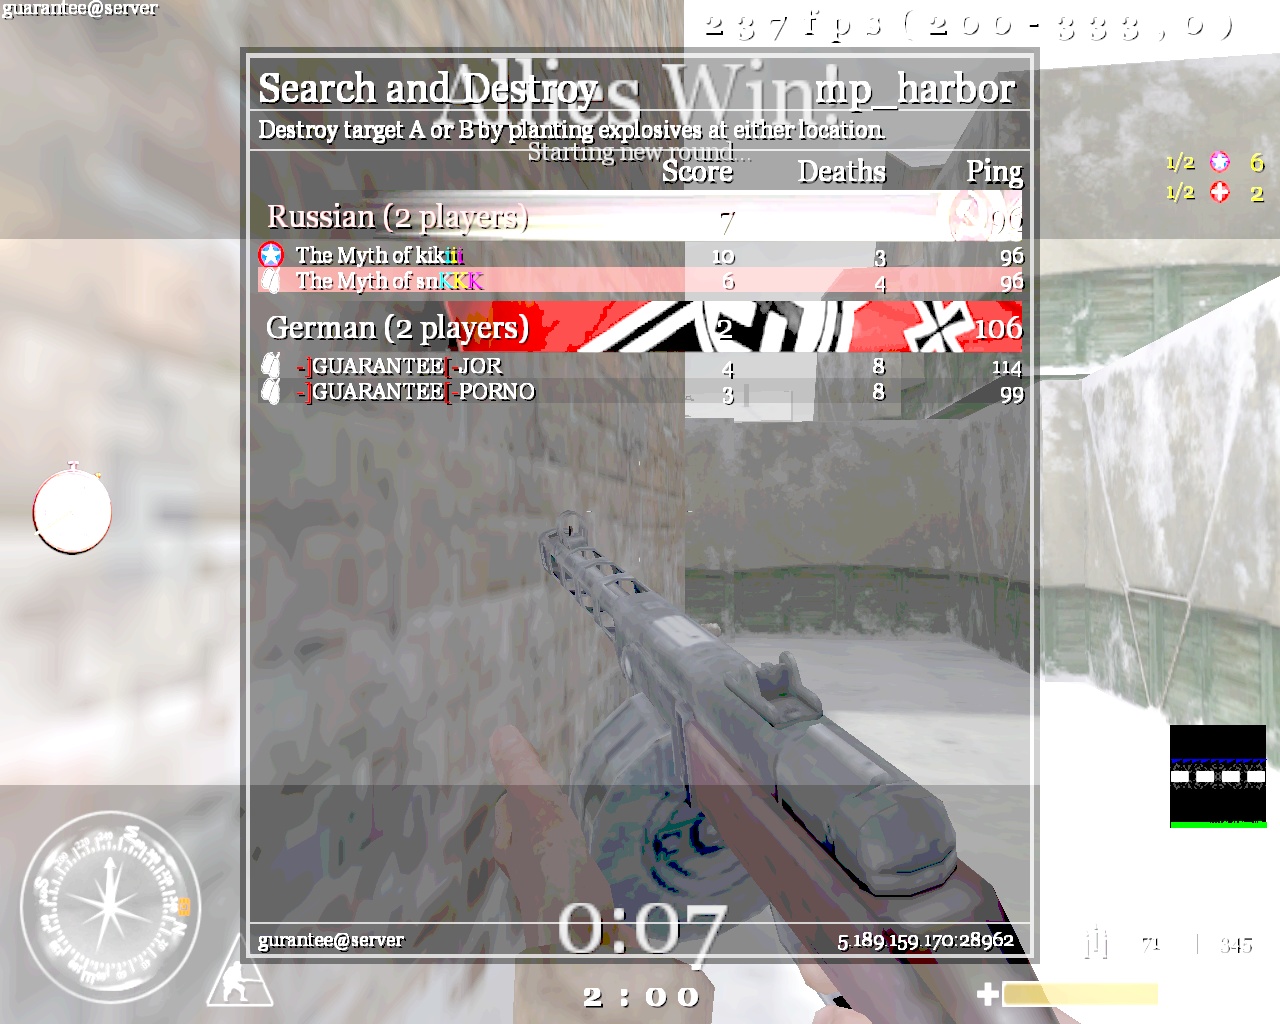 guarantee@server
237fps(200-333,0)
Allies Win!
Search and Destroy mp_harbor
Destroy target A or B by planting explosives at either location.
Starting new round...
Score Deaths Ping
1/2 6
1/2 2
Russian (2 players) 7 96
The Myth of kikiii 10 3 96
The Myth of snKKK 6 4 96
German (2 players) 2 106
-]GUARANTEE[-JOR 4 8 114
-]GUARANTEE[-PORNO 3 8 99
0:07
gurantee@server 5.189.159.170:28962
71 | 345
2:00